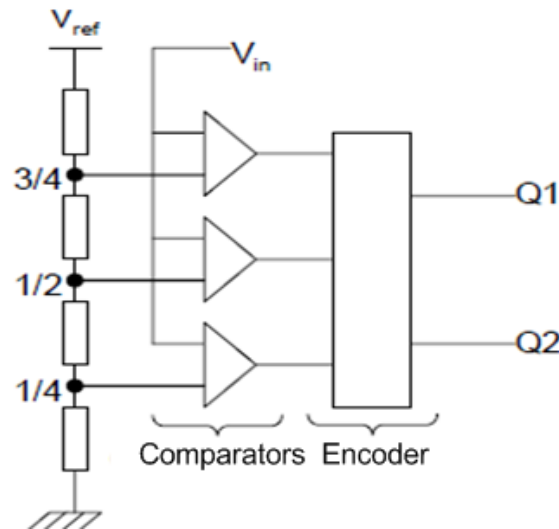 Vref
Vin
3/4
Q1
1/2
Q2
1/4
Comparators Encoder